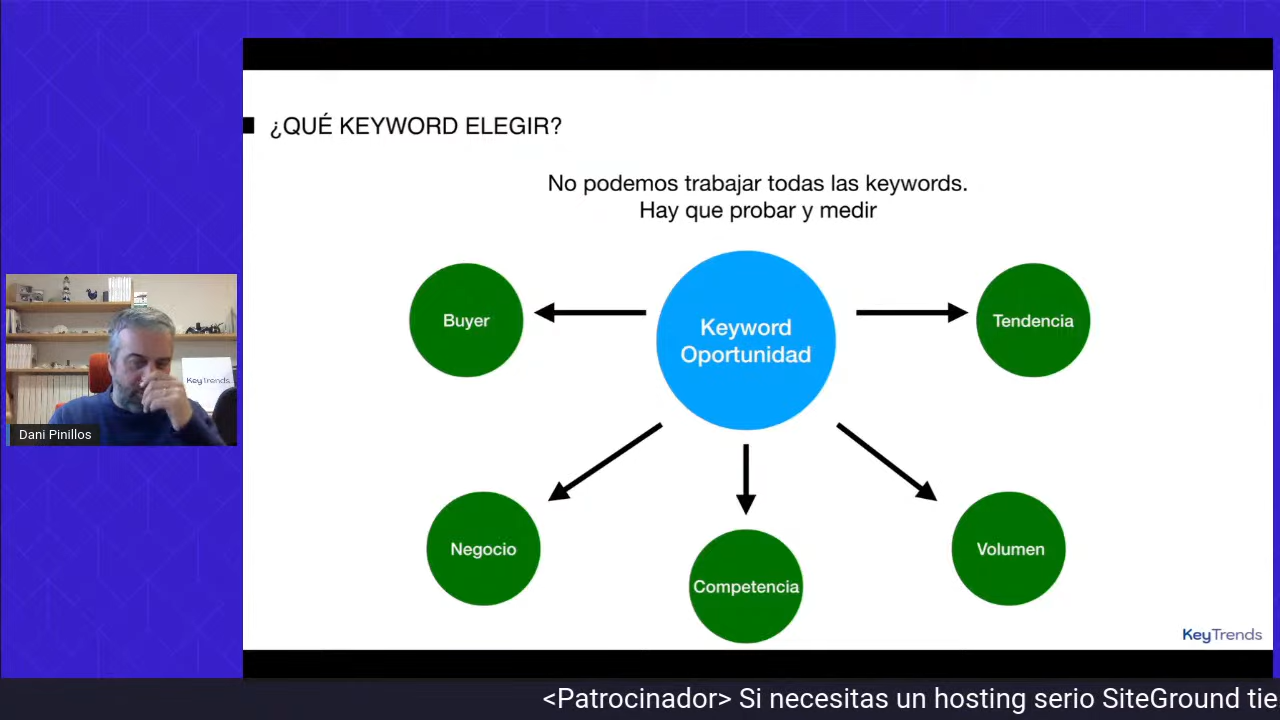 ¿QUÉ KEYWORD ELEGIR?
No podemos trabajar todas las keywords.
Hay que probar y medir
Buyer
Keyword
Oportunidad
Tendencia
Negocio
Competencia
Volumen
KeyTrends
KeyTrends
Dani Pinillos
<Patrocinador> Si necesitas un hosting serio SiteGround tie